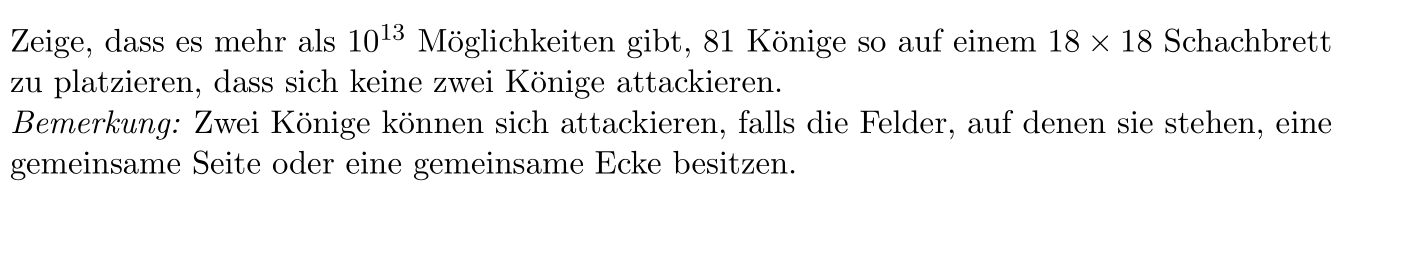 Zeige, dass es mehr als 10¹³ Möglichkeiten gibt, 81 Könige so auf einem 18 × 18 Schachbrett
zu platzieren, dass sich keine zwei Könige attackieren.
Bemerkung: Zwei Könige können sich attackieren, falls die Felder, auf denen sie stehen, eine
gemeinsame Seite oder eine gemeinsame Ecke besitzen.